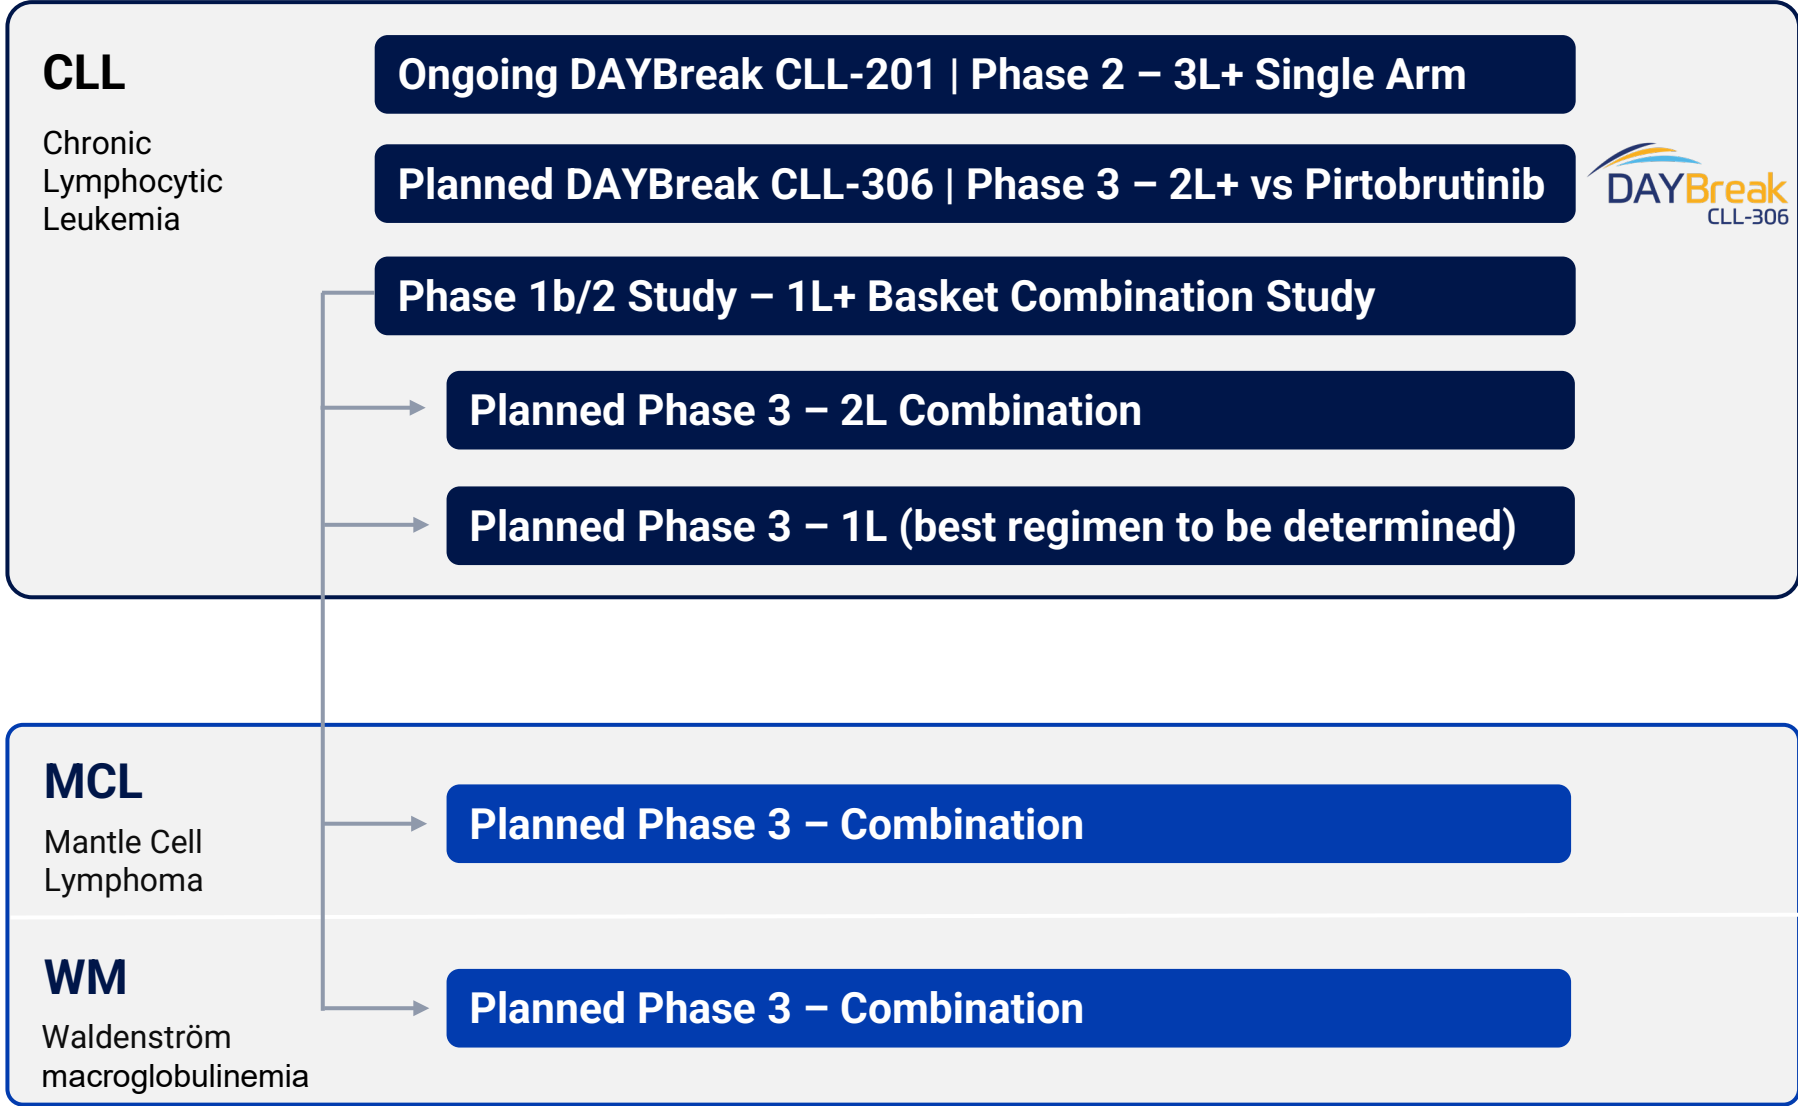 CLL
Chronic
Lymphocytic
Leukemia
Ongoing DAYBreak CLL-201 | Phase 2 – 3L+ Single Arm
Planned DAYBreak CLL-306 | Phase 3 – 2L+ vs Pirtobrutinib
DAYBreak
CLL-306
Phase 1b/2 Study – 1L+ Basket Combination Study
Planned Phase 3 – 2L Combination
Planned Phase 3 – 1L (best regimen to be determined)
MCL
Mantle Cell
Lymphoma
Planned Phase 3 – Combination
WM
Waldenström
macroglobulinemia
Planned Phase 3 – Combination